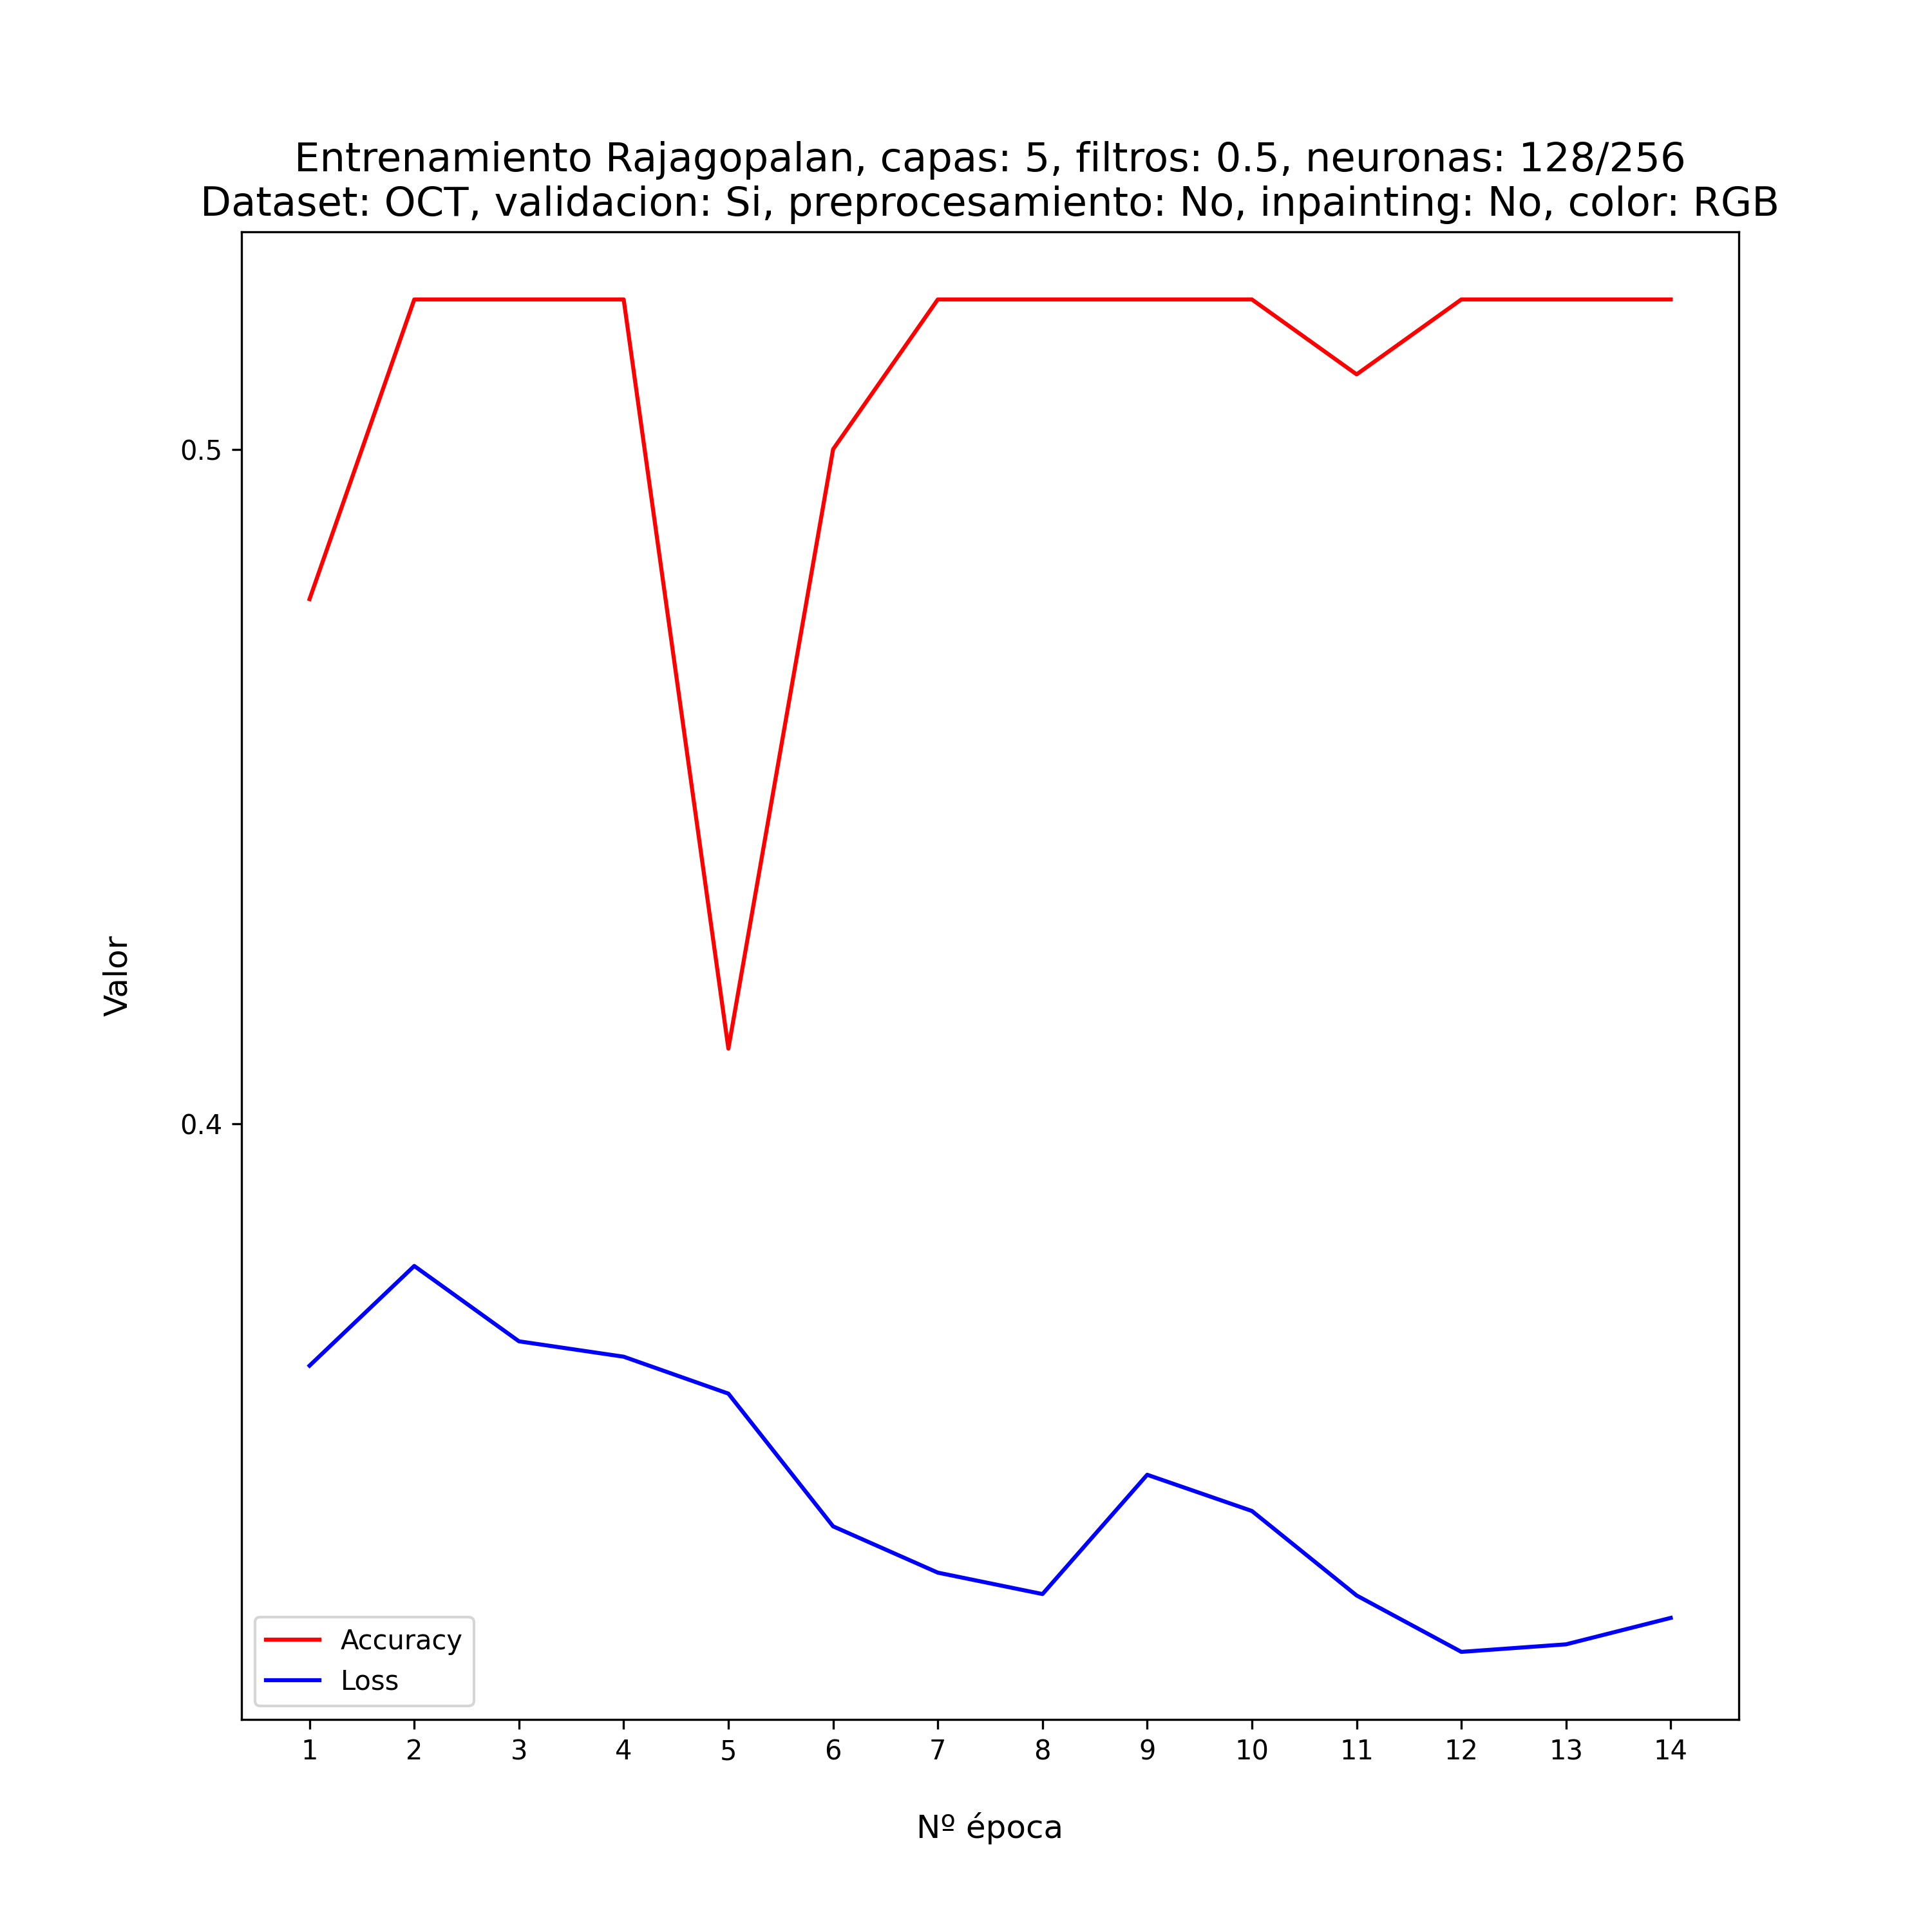 Entrenamiento Rajagopalan, capas: 5, filtros: 0.5, neuronas: 128/256
Dataset: OCT, validacion: Si, preprocesamiento: No, inpainting: No, color: RGB
0.5
Valor
0.4
Accuracy
Loss
1 2 3 4 5 6 7 8 9 10 11 12 13 14
Nº época